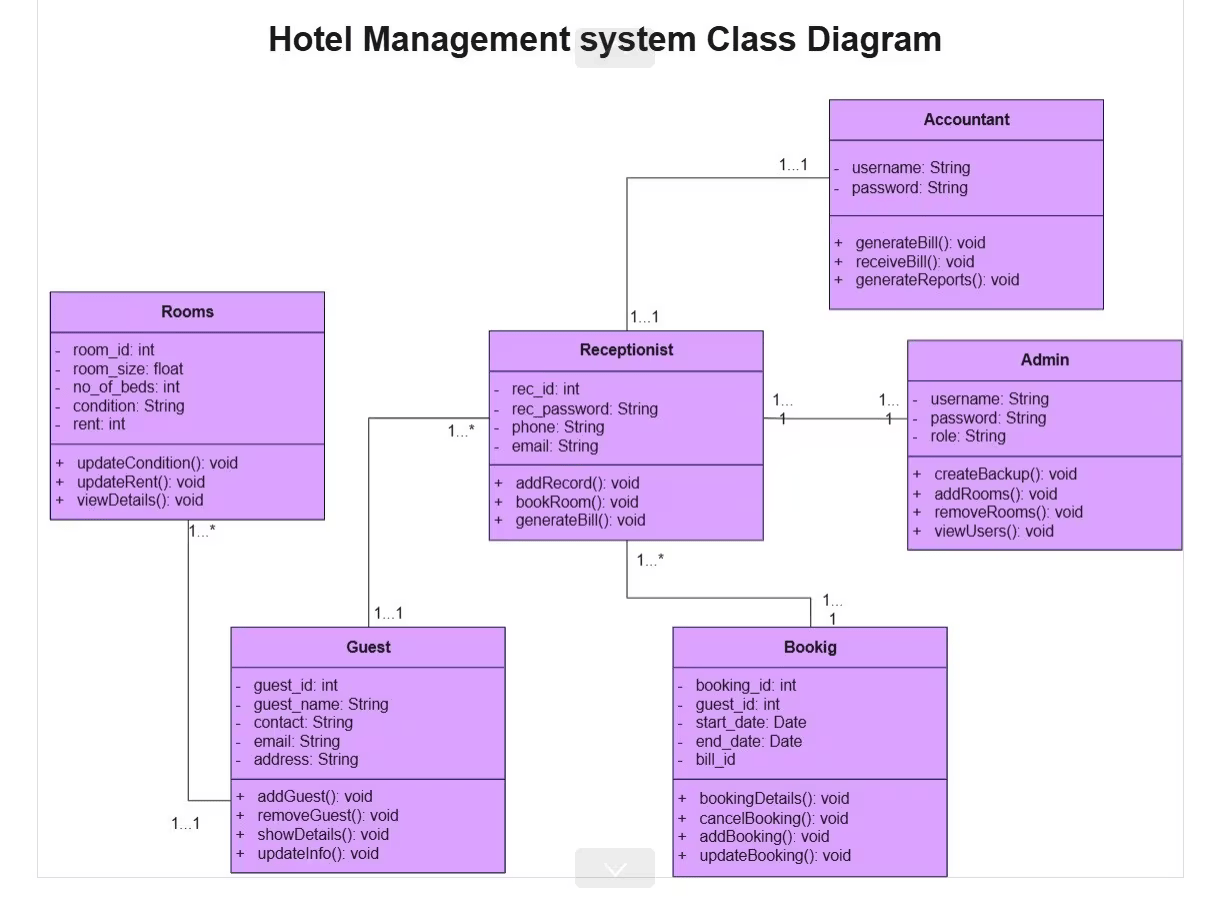 Hotel Management system Class Diagram
Accountant
- username: String
- password: String
+ generateBill(): void
+ receiveBill(): void
+ generateReports(): void
1...1
1...1
Rooms
- room_id: int
- room_size: float
- no_of_beds: int
- condition: String
- rent: int
+ updateCondition(): void
+ updateRent(): void
+ viewDetails(): void
1...*
Receptionist
- rec_id: int
- rec_password: String
- phone: String
- email: String
+ addRecord(): void
+ bookRoom(): void
+ generateBill(): void
1...
1
1...
1
Admin
- username: String
- password: String
- role: String
+ createBackup(): void
+ addRooms(): void
+ removeRooms(): void
+ viewUsers(): void
1...*
1...*
1...1
1...
1
Guest
- guest_id: int
- guest_name: String
- contact: String
- email: String
- address: String
+ addGuest(): void
+ removeGuest(): void
+ showDetails(): void
+ updateInfo(): void
1...1
Bookig
- booking_id: int
- guest_id: int
- start_date: Date
- end_date: Date
- bill_id
+ bookingDetails(): void
+ cancelBooking(): void
+ addBooking(): void
+ updateBooking(): void